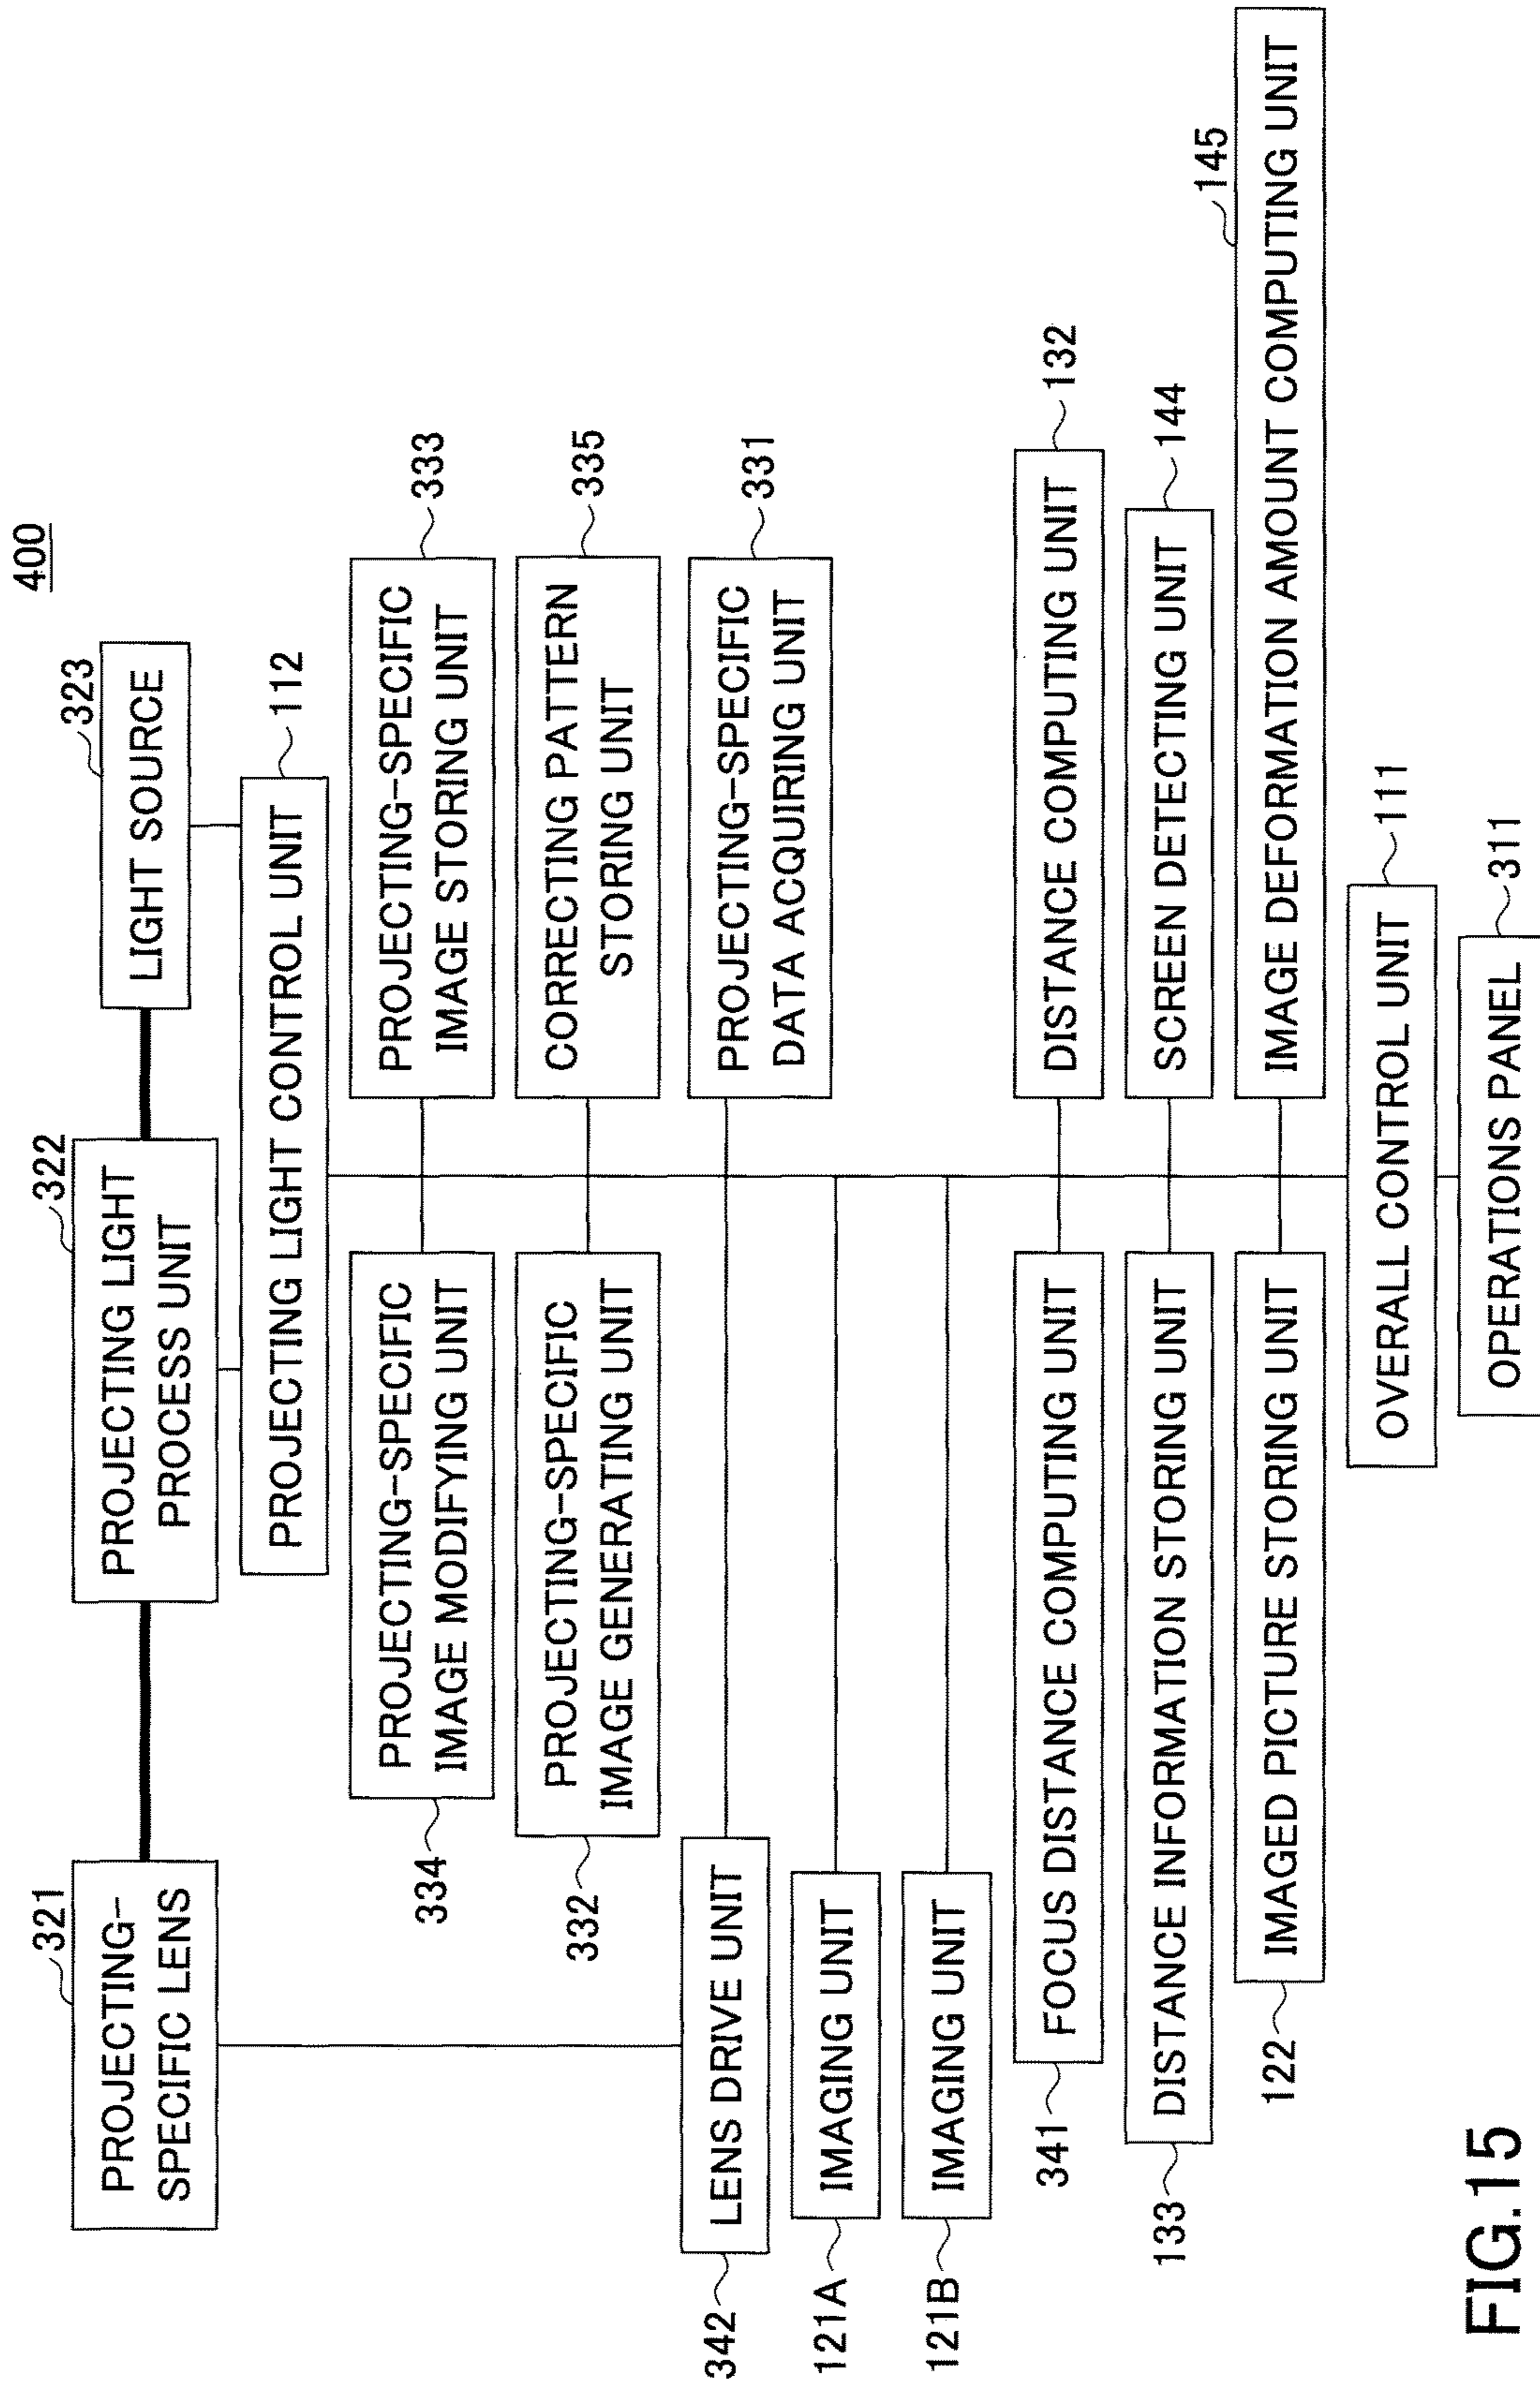 400
321
PROJECTING-
SPECIFIC LENS
322
PROJECTING LIGHT
PROCESS UNIT
323
LIGHT SOURCE
PROJECTING LIGHT CONTROL UNIT
112
334
PROJECTING-SPECIFIC
IMAGE MODIFYING UNIT
PROJECTING-SPECIFIC
IMAGE STORING UNIT
333
332
PROJECTING-SPECIFIC
IMAGE GENERATING UNIT
CORRECTING PATTERN
STORING UNIT
335
342
LENS DRIVE UNIT
PROJECTING-SPECIFIC
DATA ACQUIRING UNIT
331
121A
IMAGING UNIT
121B
IMAGING UNIT
341
FOCUS DISTANCE COMPUTING UNIT
DISTANCE COMPUTING UNIT
132
133
DISTANCE INFORMATION STORING UNIT
SCREEN DETECTING UNIT
144
122
IMAGED PICTURE STORING UNIT
IMAGE DEFORMATION AMOUNT COMPUTING UNIT
145
OVERALL CONTROL UNIT
111
OPERATIONS PANEL
311
FIG.15